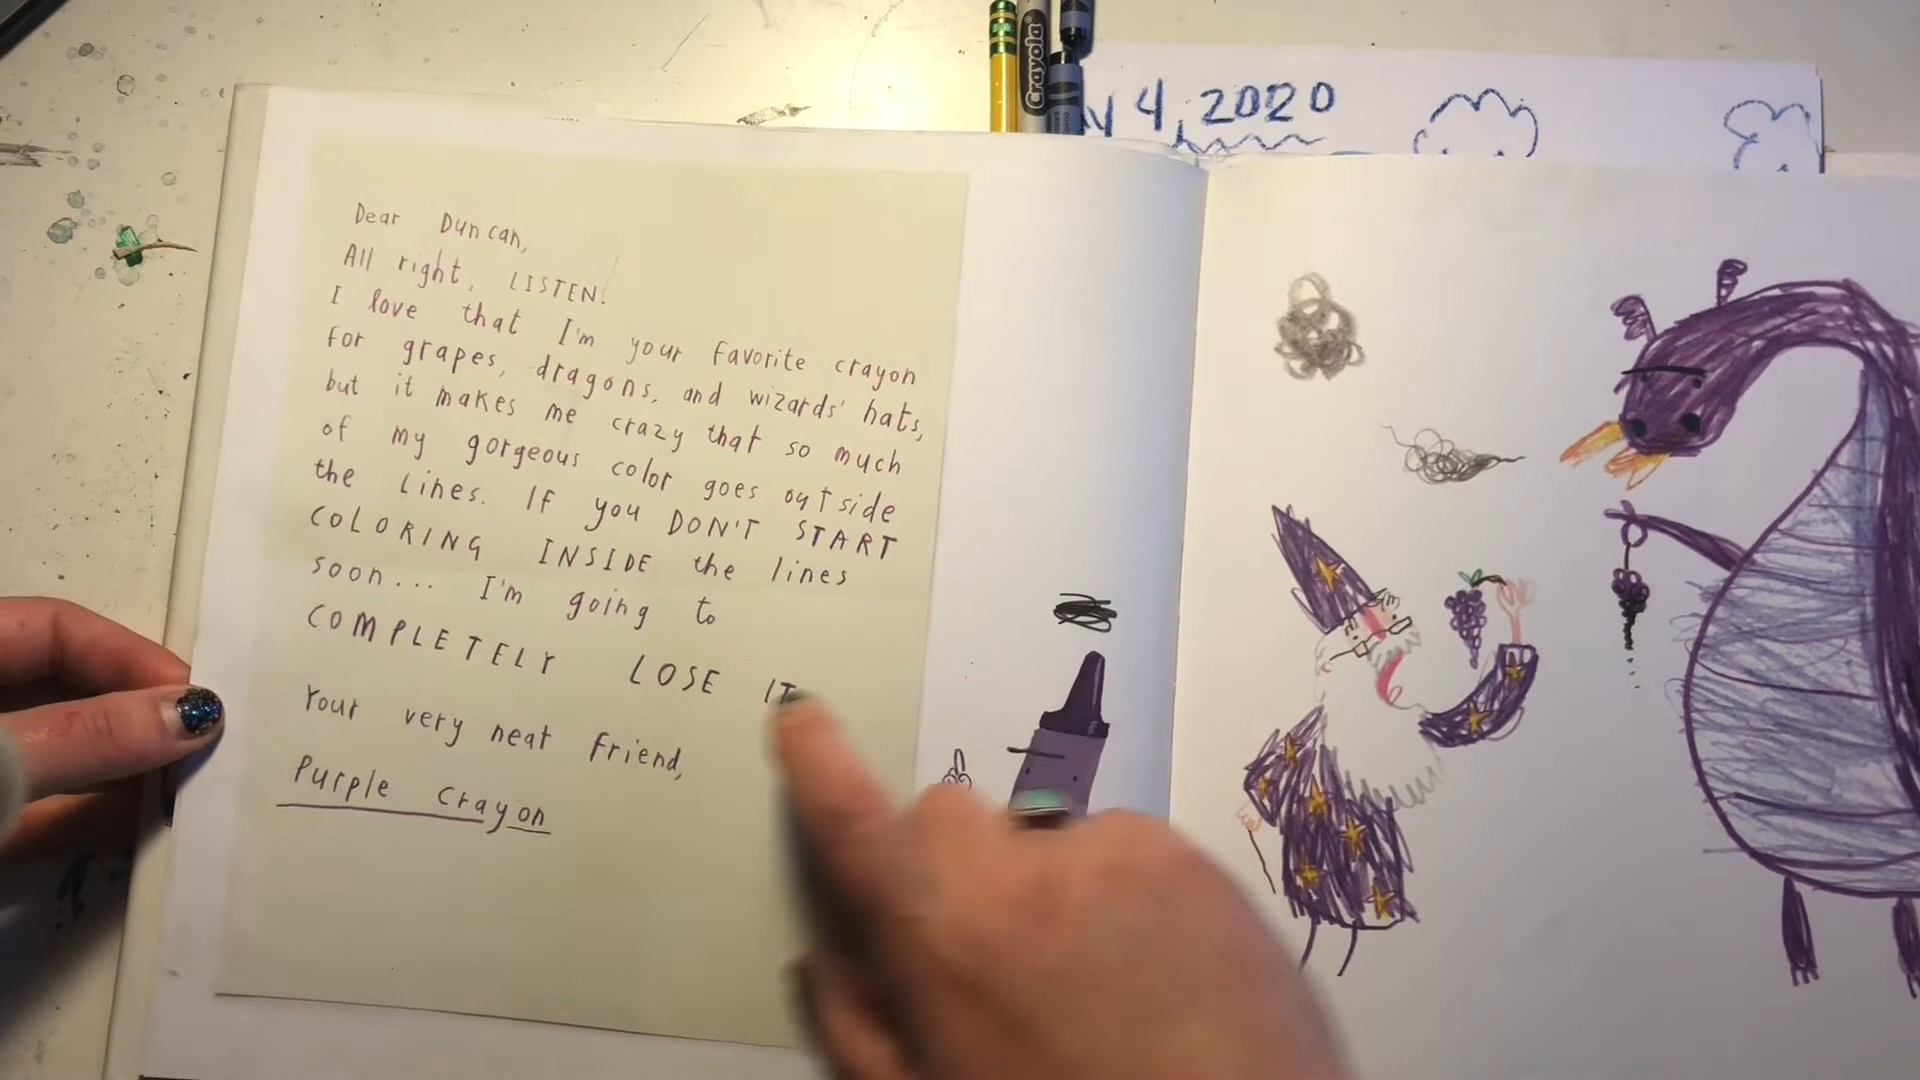 Crayola
y 4, 2020
Dear Duncan,
All right, LISTEN!
I love that I'm your favorite crayon
for grapes, dragons, and wizards' hats,
but it makes me crazy that so much
of my gorgeous color goes outside
the lines. If you DON'T START
COLORING INSIDE the lines
soon... I'm going to
COMPLETELY LOSE IT
Your very neat friend,
Purple Crayon